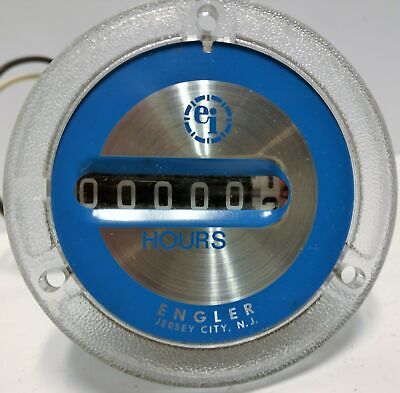 ei
00000
HOURS
ENGLER
JERSEY CITY, N.J.